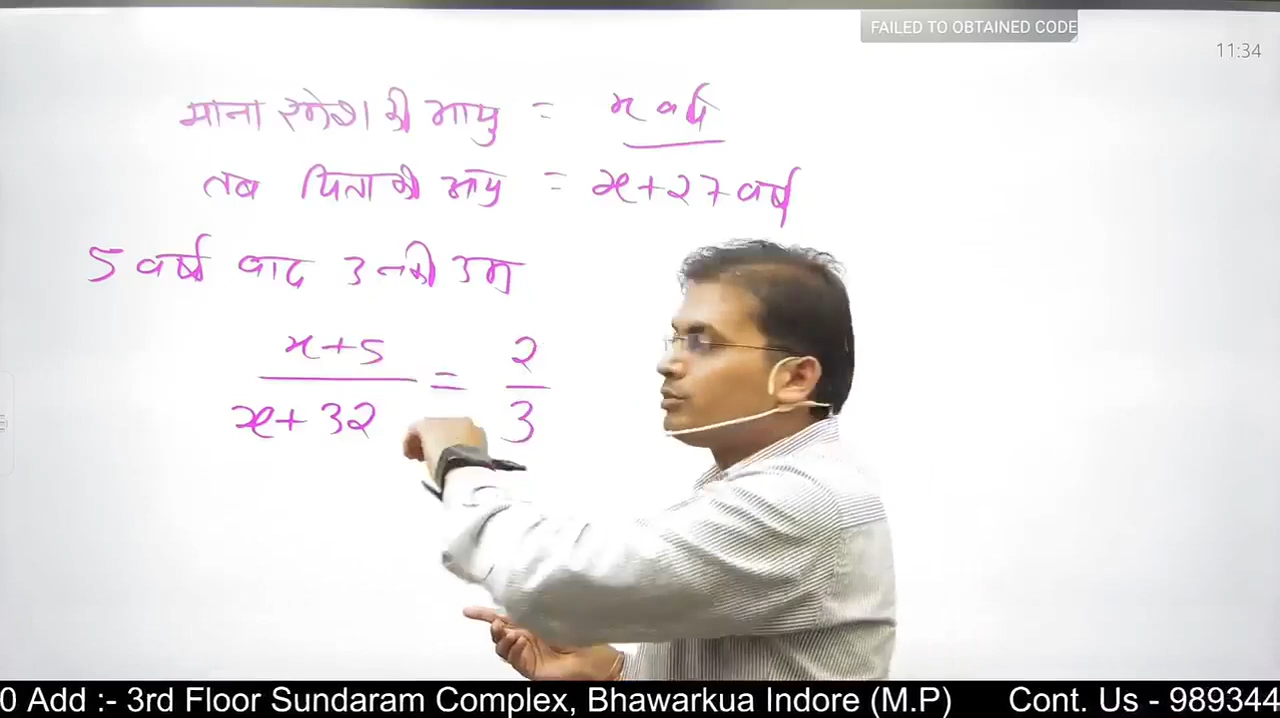 FAILED TO OBTAINED CODE
11:34
माना रमेश की आयु = x वर्ष
तब पिता की आयु = x+27 वर्ष
5 वर्ष बाद उनकी उम्र
x+5
x+32
=
2
3
0 Add :- 3rd Floor Sundaram Complex, Bhawarkua Indore (M.P) Cont. Us - 989344